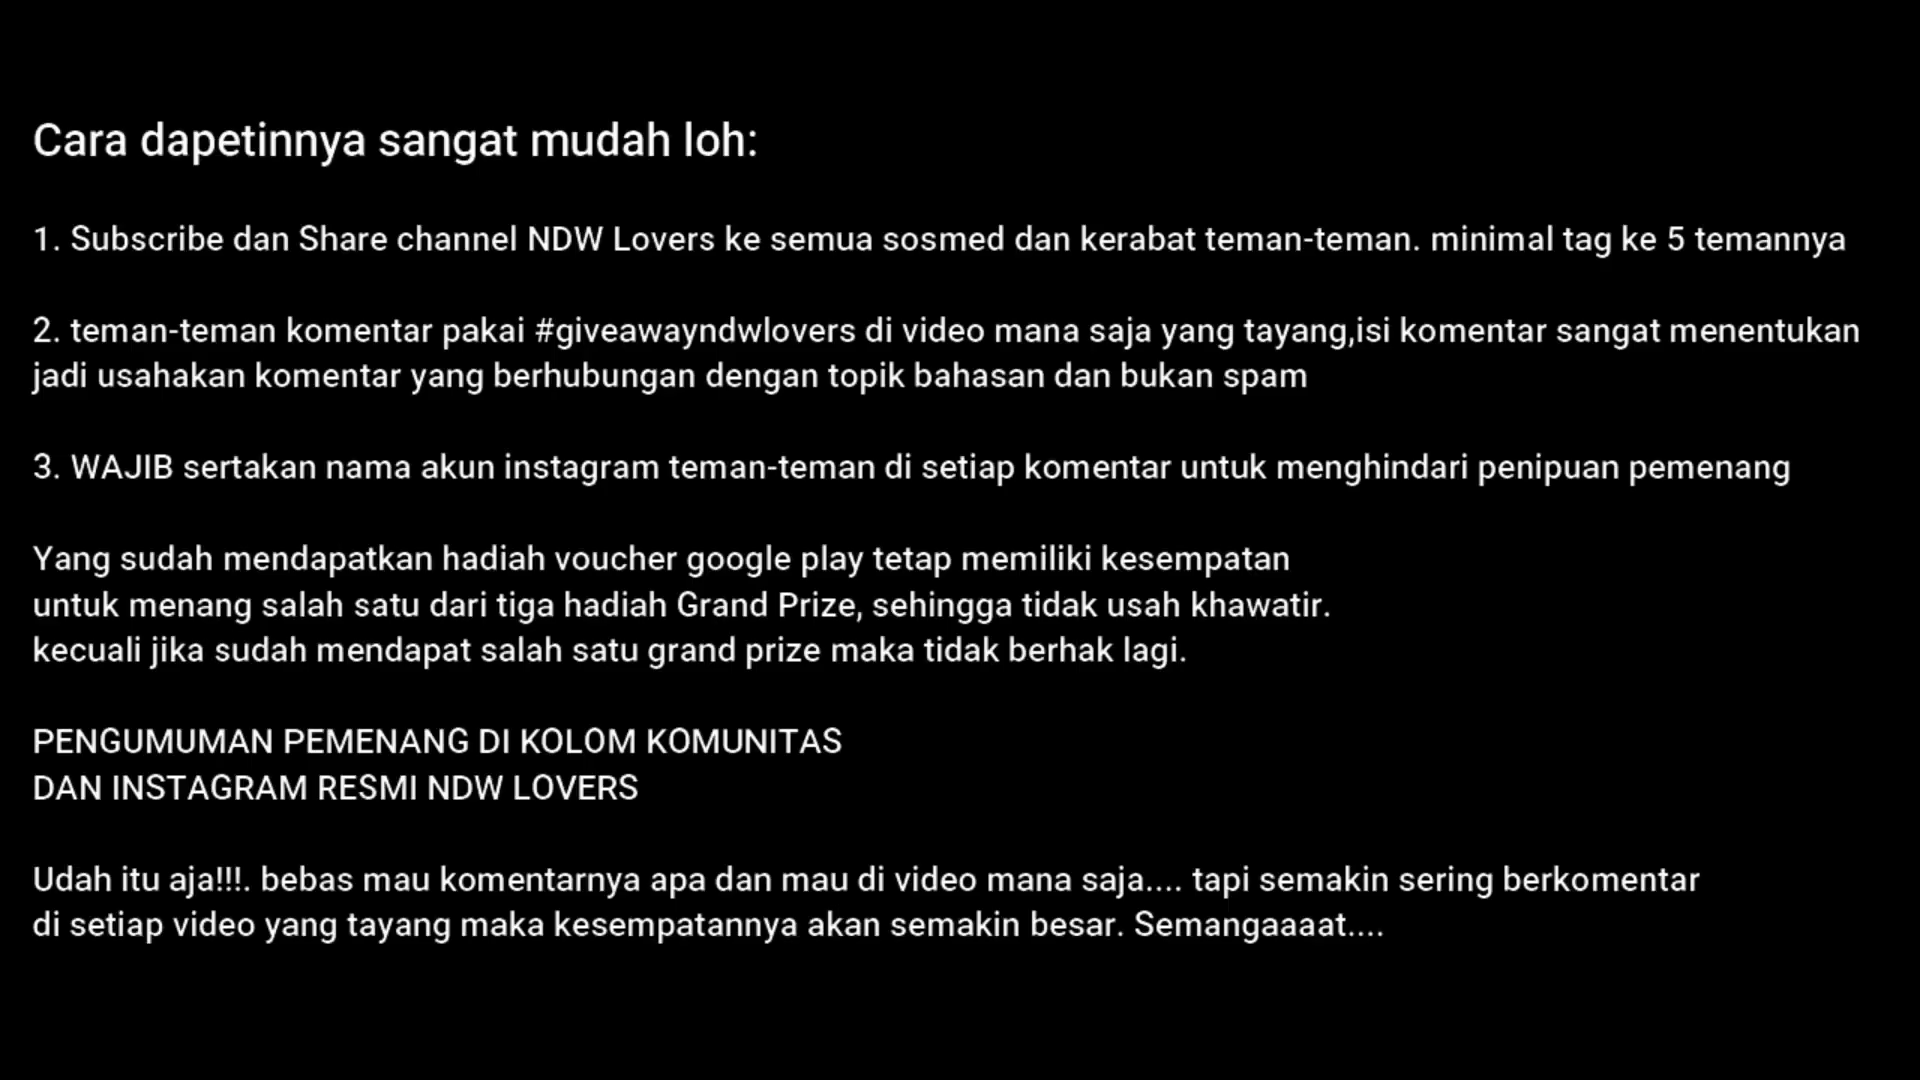 Cara dapetinnya sangat mudah loh:
1. Subscribe dan Share channel NDW Lovers ke semua sosmed dan kerabat teman-teman. minimal tag ke 5 temannya
2. teman-teman komentar pakai #giveawayndwlovers di video mana saja yang tayang,isi komentar sangat menentukan
jadi usahakan komentar yang berhubungan dengan topik bahasan dan bukan spam
3. WAJIB sertakan nama akun instagram teman-teman di setiap komentar untuk menghindari penipuan pemenang
Yang sudah mendapatkan hadiah voucher google play tetap memiliki kesempatan
untuk menang salah satu dari tiga hadiah Grand Prize, sehingga tidak usah khawatir.
kecuali jika sudah mendapat salah satu grand prize maka tidak berhak lagi.
PENGUMUMAN PEMENANG DI KOLOM KOMUNITAS
DAN INSTAGRAM RESMI NDW LOVERS
Udah itu aja!!!. bebas mau komentarnya apa dan mau di video mana saja.... tapi semakin sering berkomentar
di setiap video yang tayang maka kesempatannya akan semakin besar. Semangaaaat....